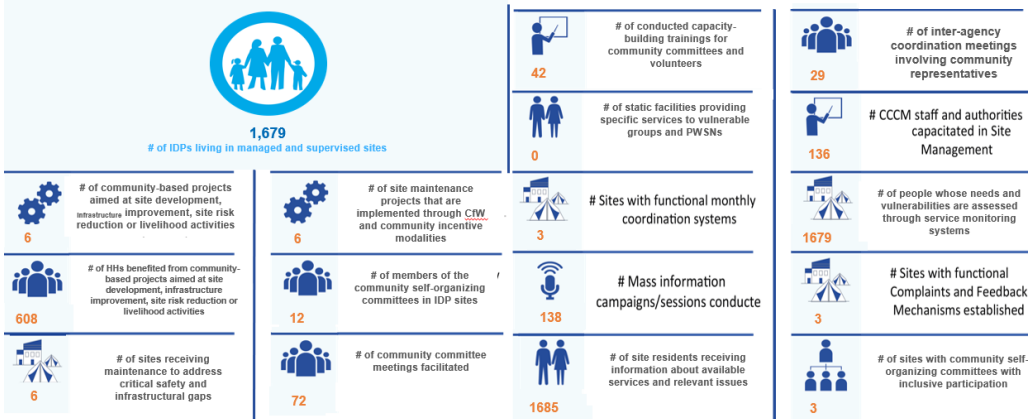 1,679
# of IDPs living in managed and supervised sites
# of community-based projects
aimed at site development,
infrastructure improvement, site risk
reduction or livelihood activities
6
# of HHs benefited from community-
based projects aimed at site
development, infrastructure
improvement, site risk reduction or
livelihood activities
608
# of sites receiving
maintenance to address
critical safety and
infrastructural gaps
6
# of site maintenance
projects that are
implemented through CfW
and community incentive
modalities
6
# of members of the
community self-organizing
committees in IDP sites
12
# of community committee
meetings facilitated
72
# of conducted capacity-
building trainings for
community committees and
volunteers
42
# of static facilities providing
specific services to vulnerable
groups and PWSNs
0
# Sites with functional monthly
coordination systems
3
# Mass information
campaigns/sessions conducte
138
# of site residents receiving
information about available
services and relevant issues
1685
# of inter-agency
coordination meetings
involving community
representatives
29
# CCCM staff and authorities
capacitated in Site
Management
136
# of people whose needs and
vulnerabilities are assessed
through service monitoring
systems
1679
# Sites with functional
Complaints and Feedback
Mechanisms established
3
# of sites with community self-
organizing committees with
inclusive participation
3